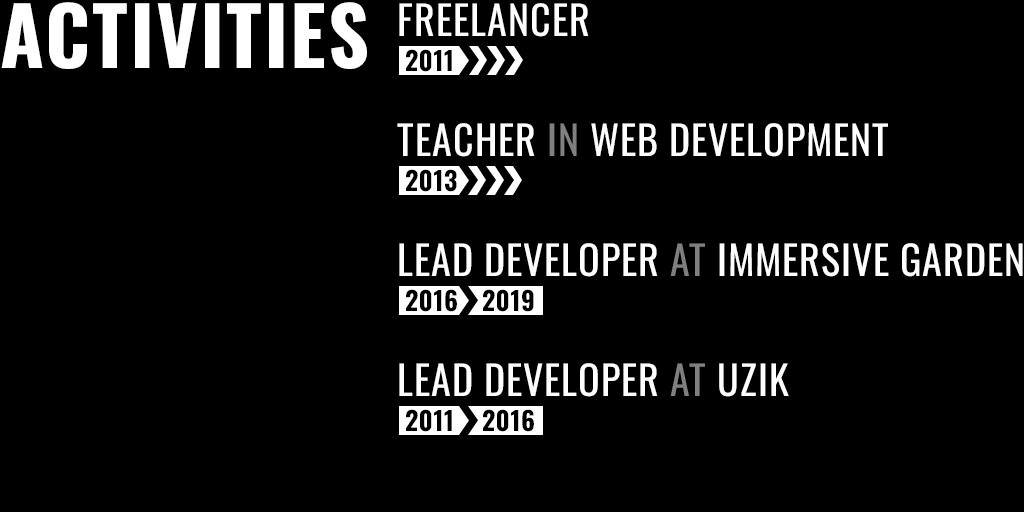 ACTIVITIES
FREELANCER
2011
TEACHER IN WEB DEVELOPMENT
2013
LEAD DEVELOPER AT IMMERSIVE GARDEN
2016 2019
LEAD DEVELOPER AT UZIK
2011 2016